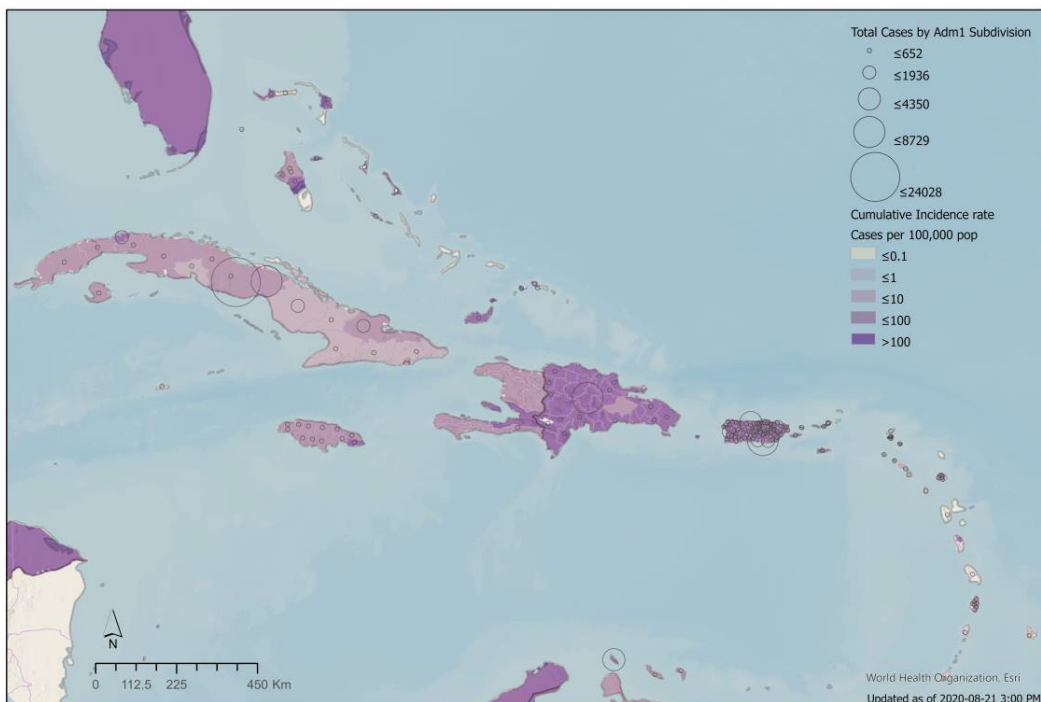 Total Cases by Adm1 Subdivision
≤652
≤1936
≤4350
≤8729
≤24028
Cumulative Incidence rate
Cases per 100,000 pop
≤0.1
≤1
≤10
≤100
>100
N
0 112.5 225 450 Km
World Health Organization, Esri
Updated as of 2020-08-21 3:00 PM